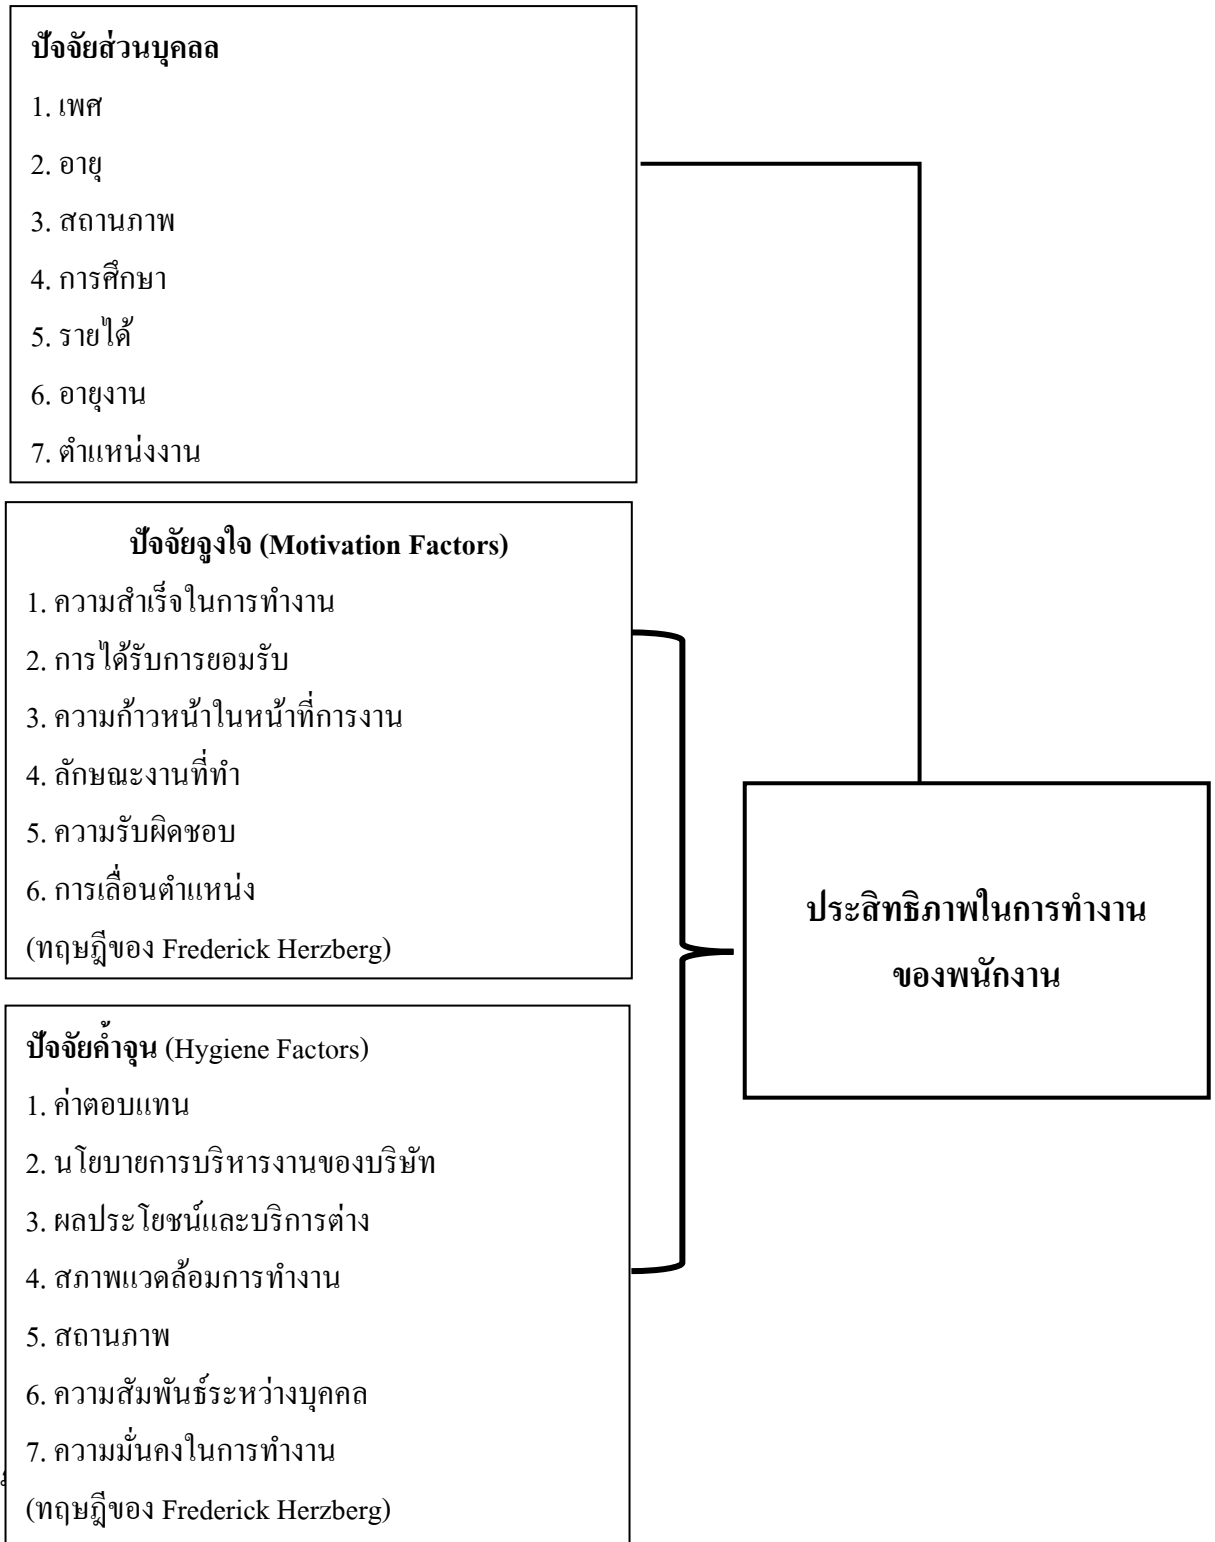 ปัจจัยส่วนบุคลล
1. เพศ
2. อายุ
3. สถานภาพ
4. การศึกษา
5. รายได้
6. อายุงาน
7. ตำแหน่งงาน
ปัจจัยจูงใจ (Motivation Factors)
1. ความสำเร็จในการทำงาน
2. การได้รับการยอมรับ
3. ความก้าวหน้าในหน้าที่การงาน
4. ลักษณะงานที่ทำ
5. ความรับผิดชอบ
6. การเลื่อนตำแหน่ง
(ทฤษฎีของ Frederick Herzberg)
ปัจจัยค้ำจุน (Hygiene Factors)
1. ค่าตอบแทน
2. นโยบายการบริหารงานของบริษัท
3. ผลประโยชน์และบริการต่าง
4. สภาพแวดล้อมการทำงาน
5. สถานภาพ
6. ความสัมพันธ์ระหว่างบุคคล
7. ความมั่นคงในการทำงาน
(ทฤษฎีของ Frederick Herzberg)
ประสิทธิภาพในการทำงาน
ของพนักงาน